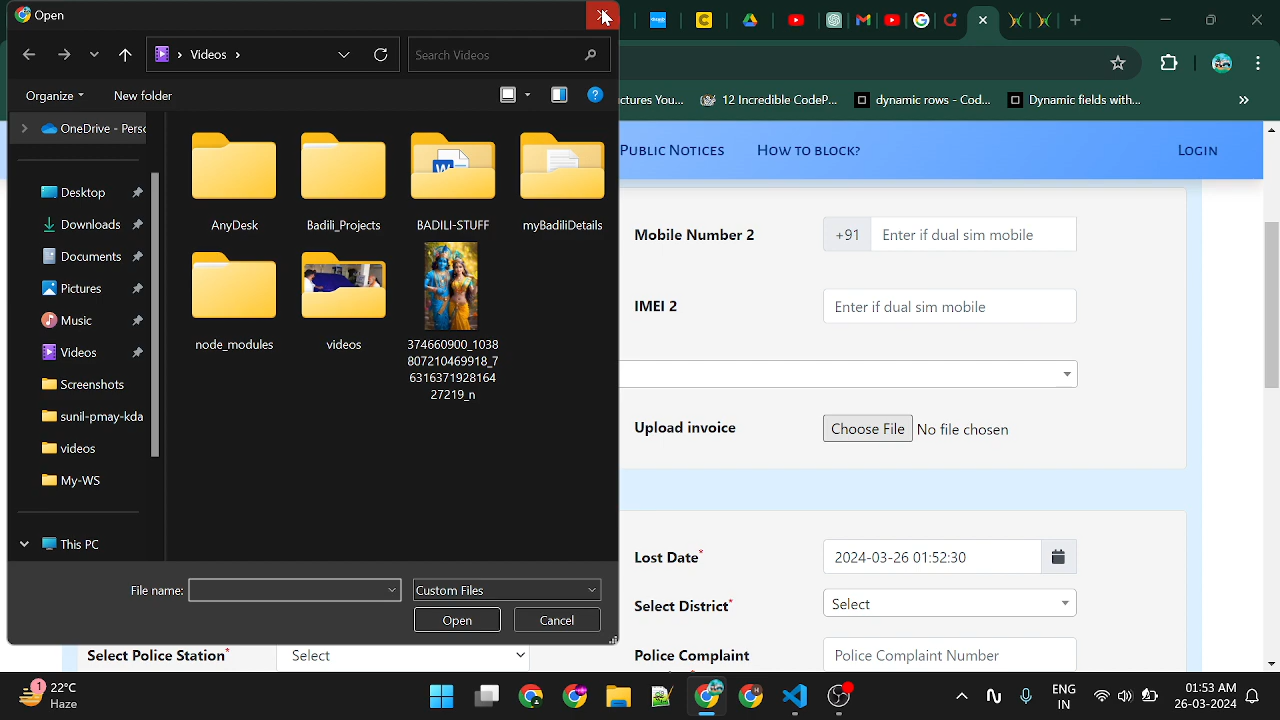 Open
Videos
Search Videos
Organize
New folder
ctures You...
12 Incredible CodeP...
dynamic rows - Cod...
Dynamic fields with...
OneDrive - Perso
Desktop
Downloads
Documents
Pictures
Music
Videos
Screenshots
sunil-pmay-kda
videos
My-WS
This PC
AnyDesk
Badili_Projects
BADILI-STUFF
myBadiliDetails
node_modules
videos
374660900_1038
807210469918_7
6316371928164
27219_n
File name:
Custom Files
Open
Cancel
Public Notices
How to block?
Login
Mobile Number 2
+91
Enter if dual sim mobile
IMEI 2
Enter if dual sim mobile
Upload invoice
Choose File
No file chosen
Lost Date*
2024-03-26 01:52:30
Select District*
Select
Select Police Station*
Select
Police Complaint
Police Complaint Number
1
22°C
Haze
ENG
IN
01:53 AM
26-03-2024